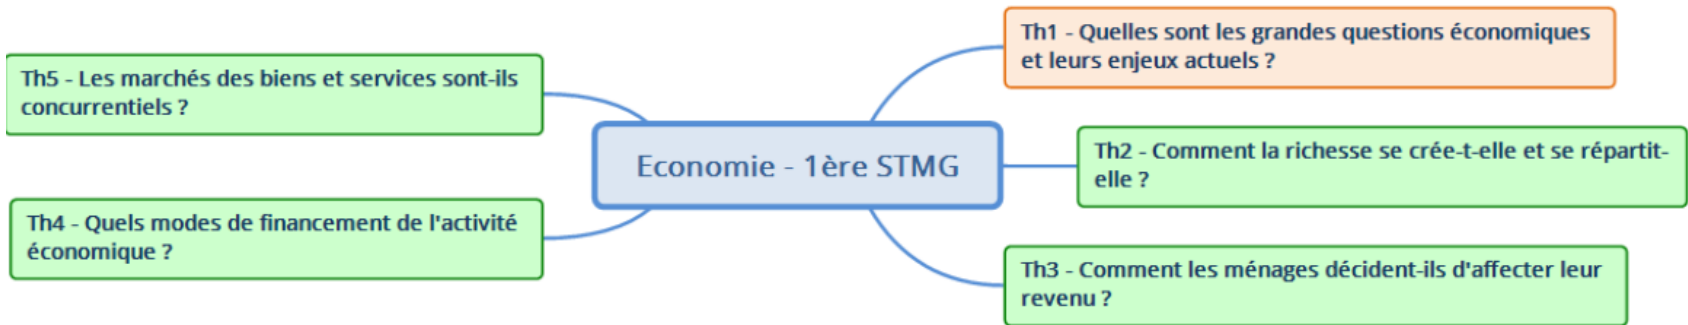 Economie - 1ère STMG
Th1 - Quelles sont les grandes questions économiques
et leurs enjeux actuels ?
Th2 - Comment la richesse se crée-t-elle et se répartit-
elle ?
Th3 - Comment les ménages décident-ils d'affecter leur
revenu ?
Th4 - Quels modes de financement de l'activité
économique ?
Th5 - Les marchés des biens et services sont-ils
concurrentiels ?